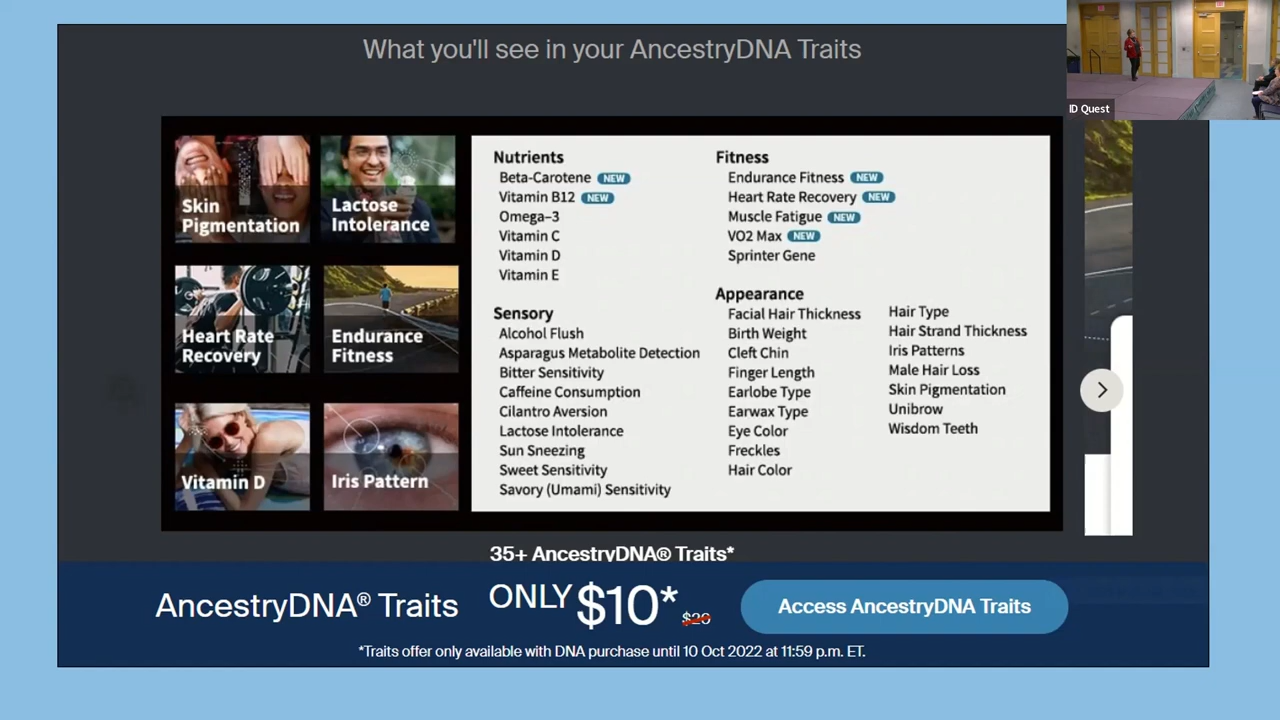 What you'll see in your AncestryDNA Traits
ID Quest
Skin
Pigmentation
Lactose
Intolerance
Heart Rate
Recovery
Endurance
Fitness
Vitamin D
Iris Pattern
Nutrients
Beta-Carotene NEW
Vitamin B12 NEW
Omega-3
Vitamin C
Vitamin D
Vitamin E
Sensory
Alcohol Flush
Asparagus Metabolite Detection
Bitter Sensitivity
Caffeine Consumption
Cilantro Aversion
Lactose Intolerance
Sun Sneezing
Sweet Sensitivity
Savory (Umami) Sensitivity
Fitness
Endurance Fitness NEW
Heart Rate Recovery NEW
Muscle Fatigue NEW
VO2 Max NEW
Sprinter Gene
Appearance
Facial Hair Thickness
Birth Weight
Cleft Chin
Finger Length
Earlobe Type
Earwax Type
Eye Color
Freckles
Hair Color
Hair Type
Hair Strand Thickness
Iris Patterns
Male Hair Loss
Skin Pigmentation
Unibrow
Wisdom Teeth
35+ AncestryDNA® Traits*
AncestryDNA® Traits ONLY $10* $20
Access AncestryDNA Traits
*Traits offer only available with DNA purchase until 10 Oct 2022 at 11:59 p.m. ET.